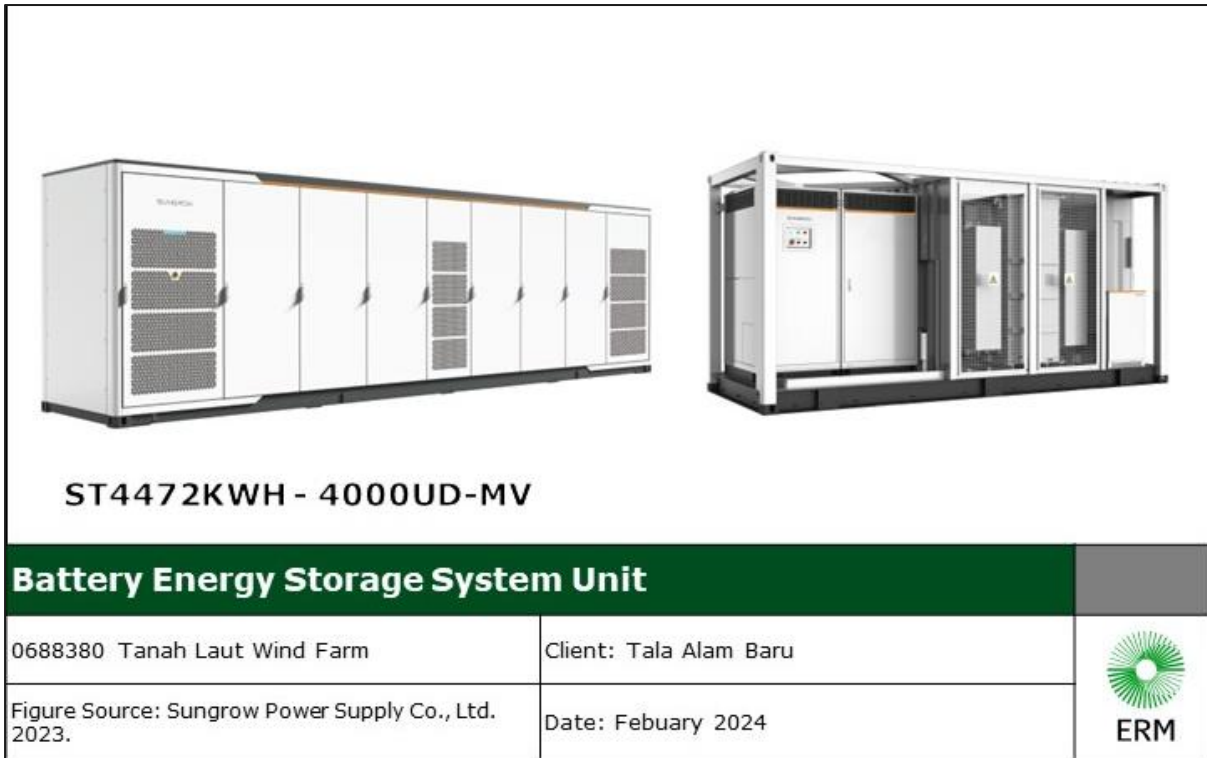 SUNGROW
ST4472KWH - 4000UD-MV
Battery Energy Storage System Unit
0688380 Tanah Laut Wind Farm
Client: Tala Alam Baru
Figure Source: Sungrow Power Supply Co., Ltd.
2023.
Date: Febuary 2024
ERM